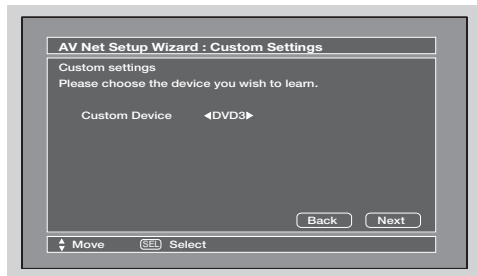 AV Net Setup Wizard : Custom Settings
Custom settings
Please choose the device you wish to learn.
Custom Device ◀DVD3▶
Back Next
Move SEL Select